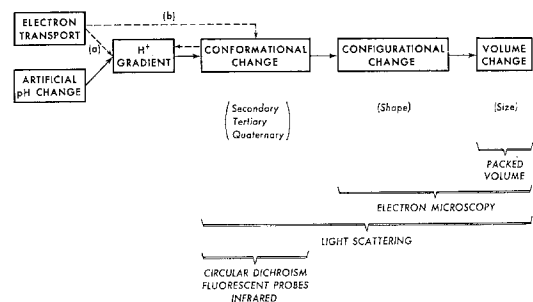 ELECTRON
TRANSPORT
(b)
(a)
H+
GRADIENT
CONFORMATIONAL
CHANGE
CONFIGURATIONAL
CHANGE
VOLUME
CHANGE
ARTIFICIAL
pH CHANGE
Secondary
Tertiary
Quaternary
(Shape)
(Size)
PACKED
VOLUME
ELECTRON MICROSCOPY
LIGHT SCATTERING
CIRCULAR DICHROISM
FLUORESCENT PROBES
INFRARED